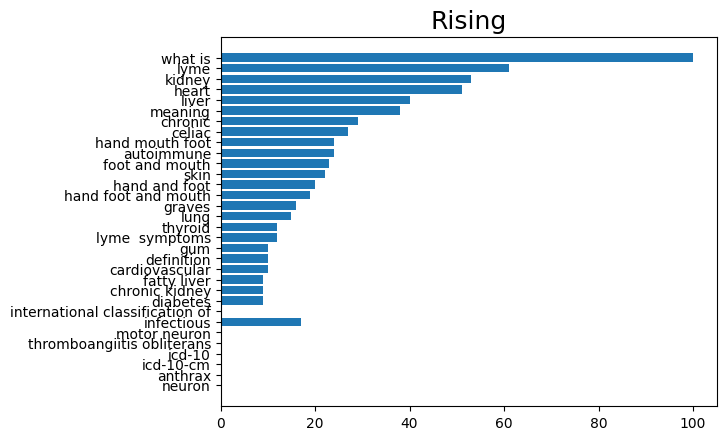 Rising
what is
lyme
kidney
heart
liver
meaning
chronic
celiac
hand mouth foot
autoimmune
foot and mouth
skin
hand and foot
hand foot and mouth
graves
lung
thyroid
lyme  symptoms
gum
definition
cardiovascular
fatty liver
chronic kidney
diabetes
international classification of
infectious
motor neuron
thromboangiitis obliterans
icd-10
icd-10-cm
anthrax
neuron
0 20 40 60 80 100